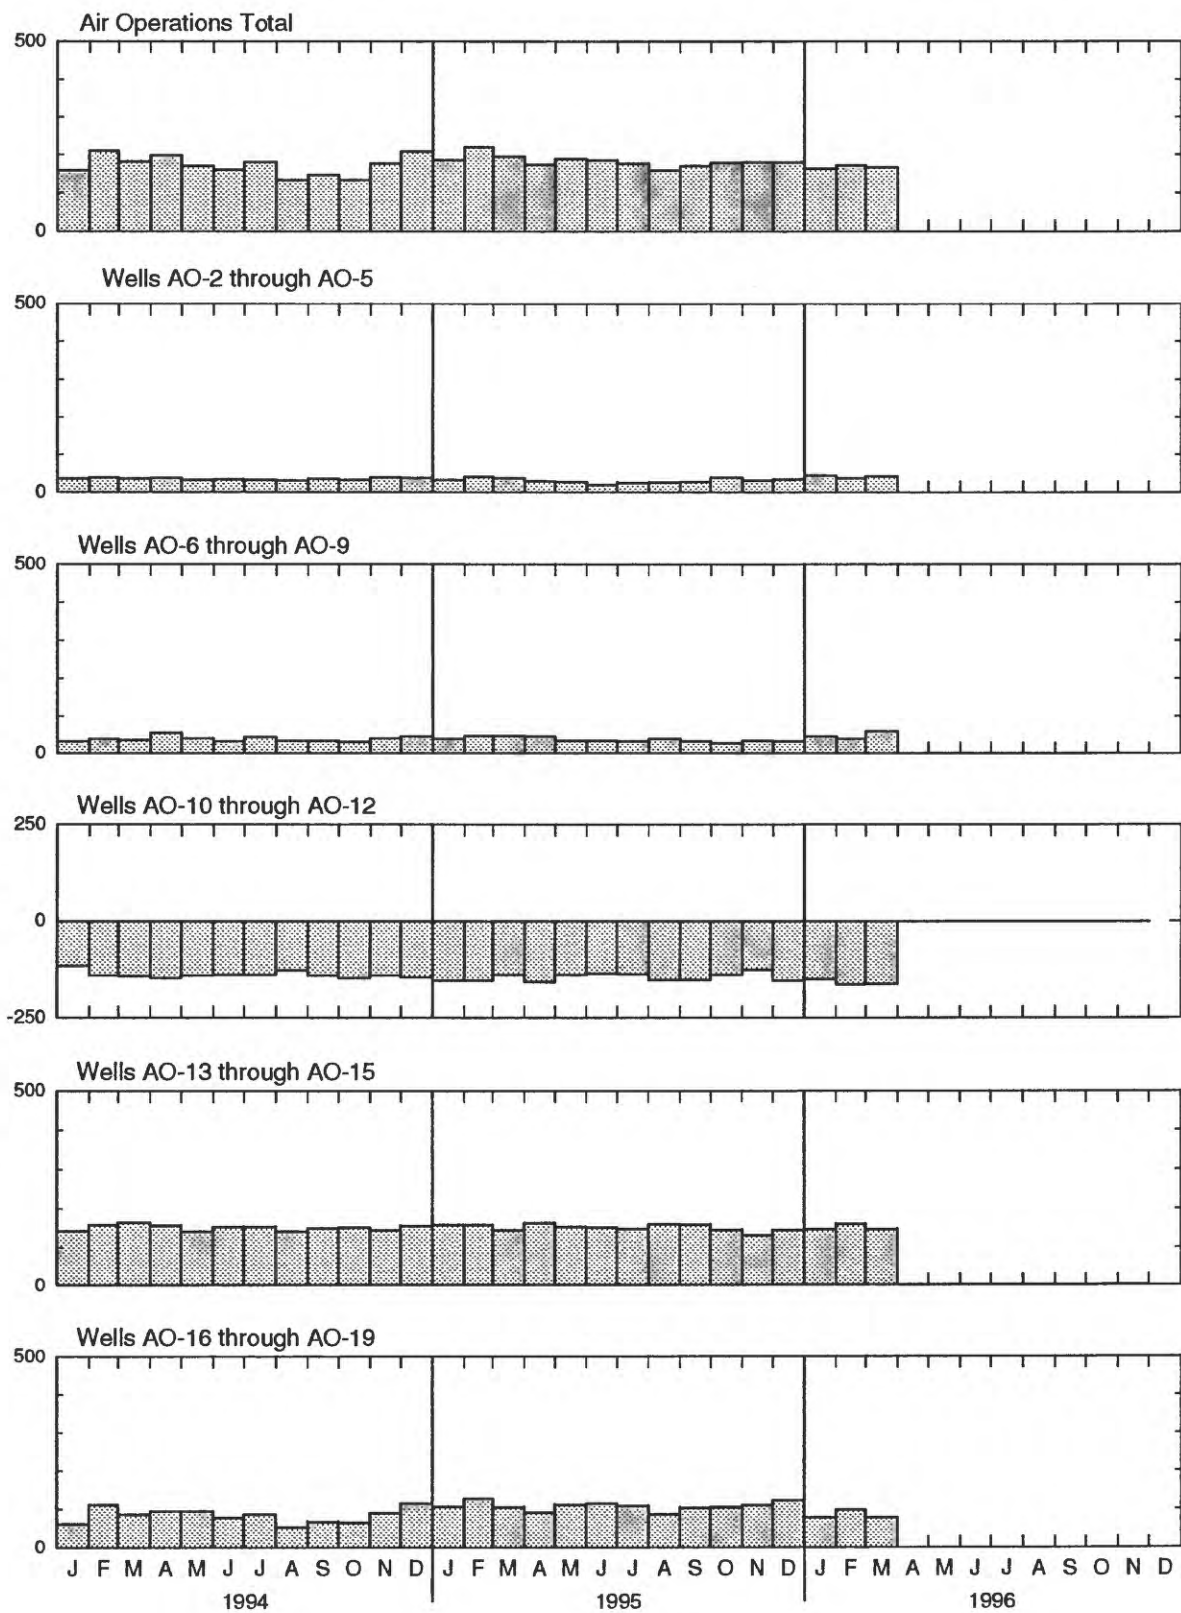 Air Operations Total
500
0
Wells AO-2 through AO-5
500
0
Wells AO-6 through AO-9
500
0
Wells AO-10 through AO-12
250
0
-250
Wells AO-13 through AO-15
500
0
Wells AO-16 through AO-19
500
0
J F M A M J J A S O N D J F M A M J J A S O N D J F M A M J J A S O N D
1994 1995 1996